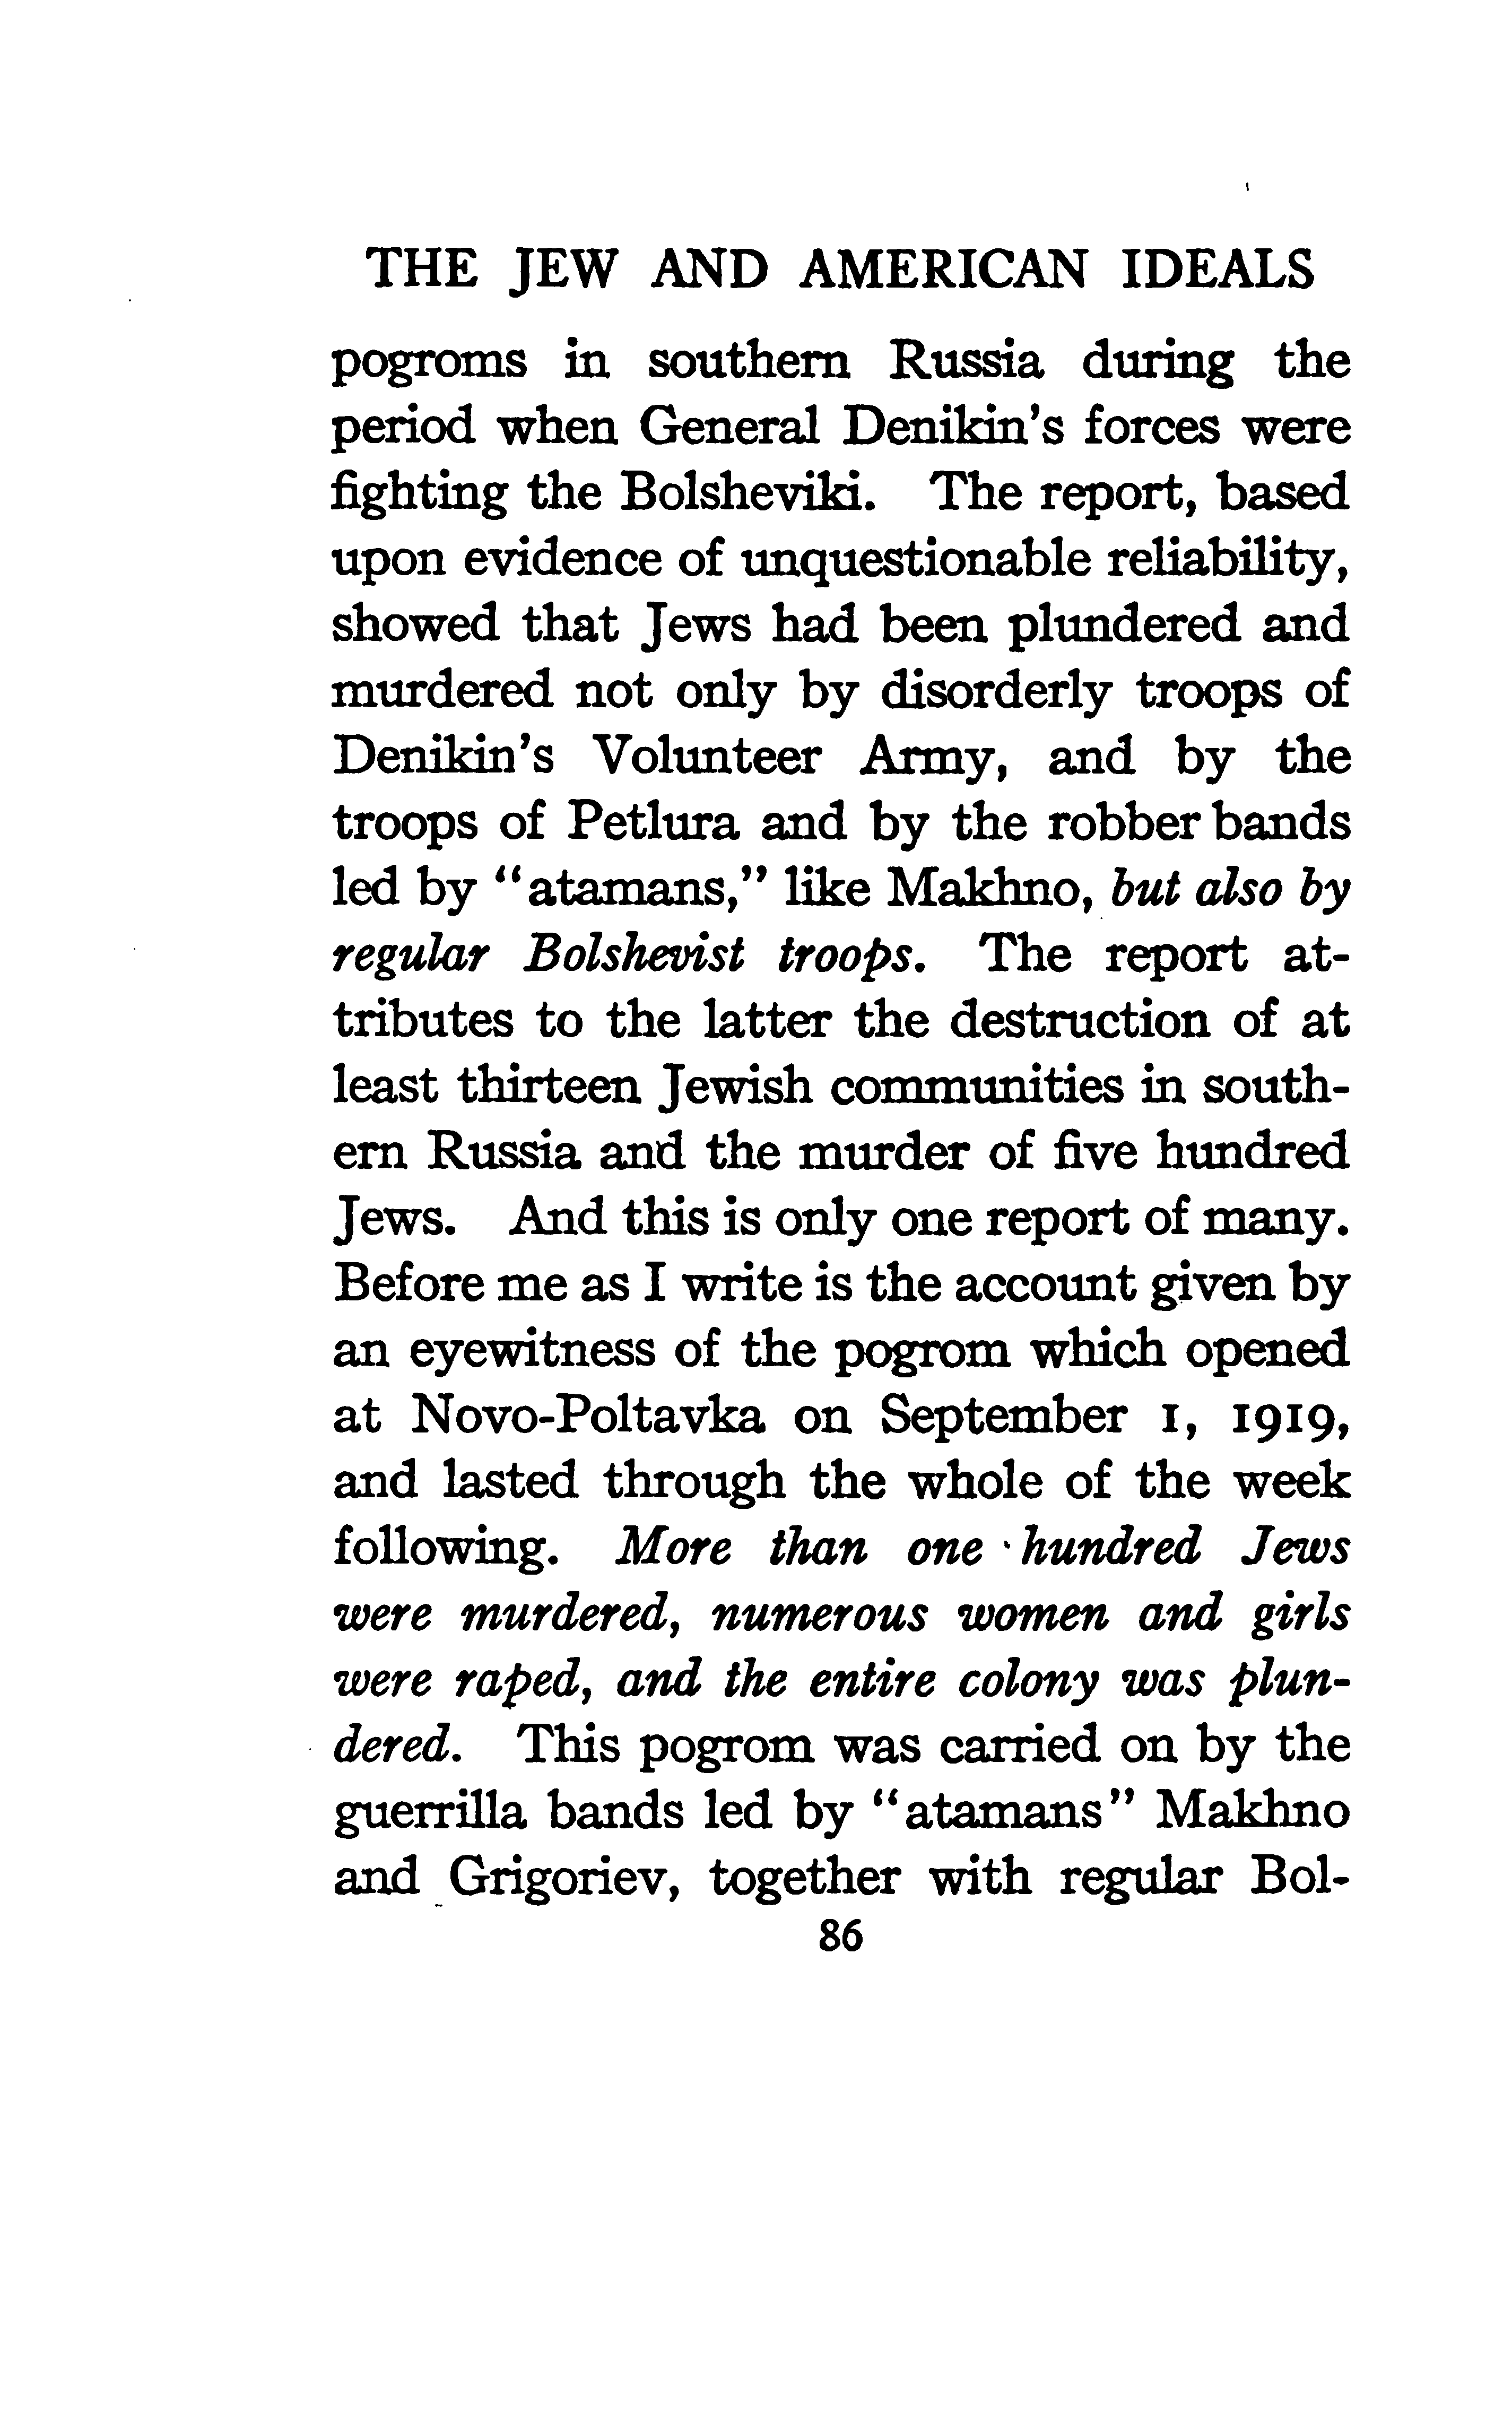 THE JEW AND AMERICAN IDEALS
pogroms in southern Russia during the
period when General Denikin's forces were
fighting the Bolsheviki. The report, based
upon evidence of unquestionable reliability,
showed that Jews had been plundered and
murdered not only by disorderly troops of
Denikin's Volunteer Army, and by the
troops of Petlura and by the robber bands
led by "atamans," like Makhno, but also by
regular Bolshevist troops. The report at-
tributes to the latter the destruction of at
least thirteen Jewish communities in south-
ern Russia and the murder of five hundred
Jews. And this is only one report of many.
Before me as I write is the account given by
an eyewitness of the pogrom which opened
at Novo-Poltavka on September 1, 1919,
and lasted through the whole of the week
following. More than one hundred Jews
were murdered, numerous women and girls
were raped, and the entire colony was plun-
dered. This pogrom was carried on by the
guerrilla bands led by "atamans" Makhno
and Grigoriev, together with regular Bol-
86